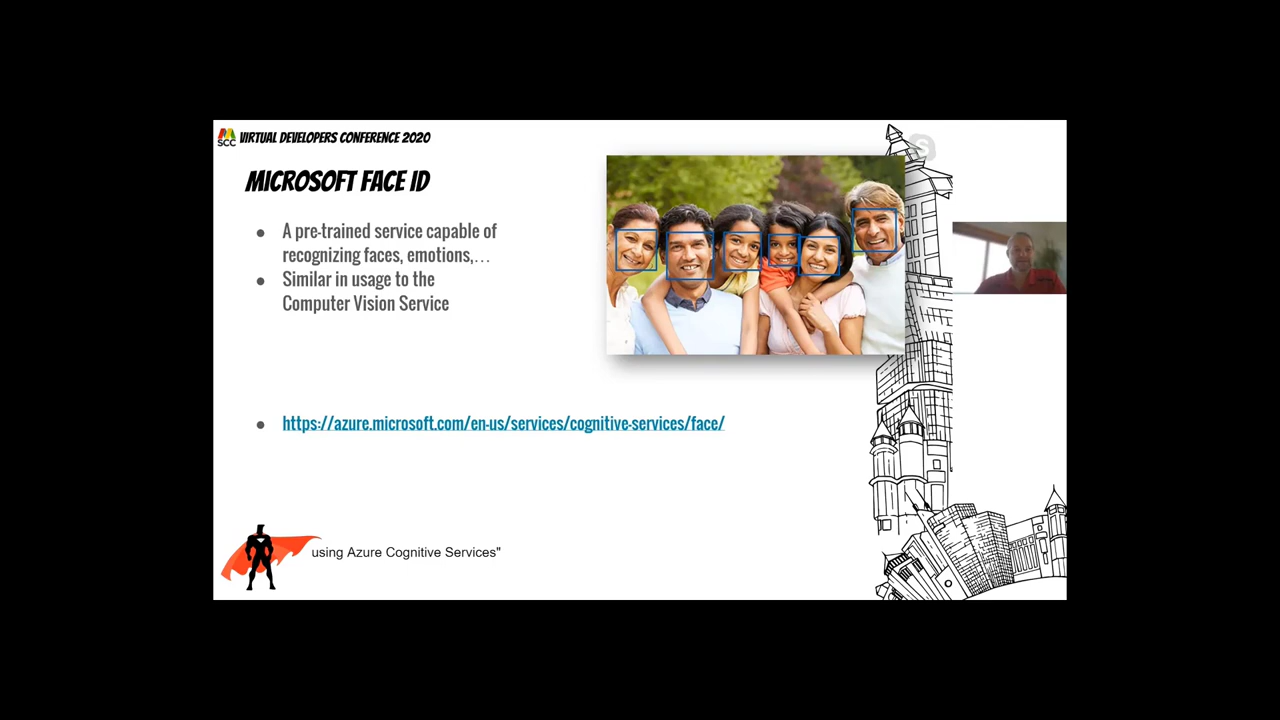 SCC
VIRTUAL DEVELOPERS CONFERENCE 2020
MICROSOFT FACE ID
● A pre-trained service capable of
recognizing faces, emotions,…
● Similar in usage to the
Computer Vision Service
● https://azure.microsoft.com/en-us/services/cognitive-services/face/
using Azure Cognitive Services"
S